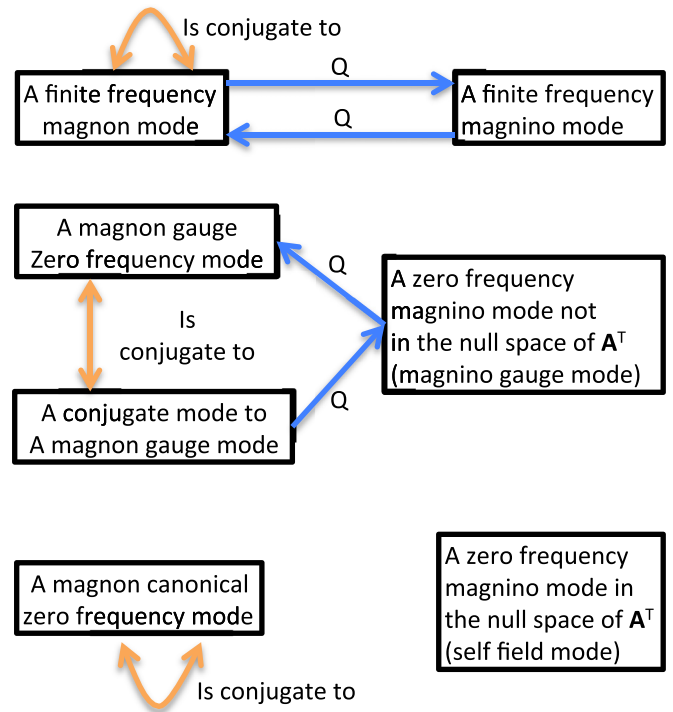 Is conjugate to
Q
A finite frequency
magnon mode
A finite frequency
magnino mode
Q
A magnon gauge
Zero frequency mode
Q
A zero frequency
magnino mode not
in the null space of Aᵀ
(magnino gauge mode)
Is
conjugate to
Q
A conjugate mode to
A magnon gauge mode
A magnon canonical
zero frequency mode
A zero frequency
magnino mode in
the null space of Aᵀ
(self field mode)
Is conjugate to